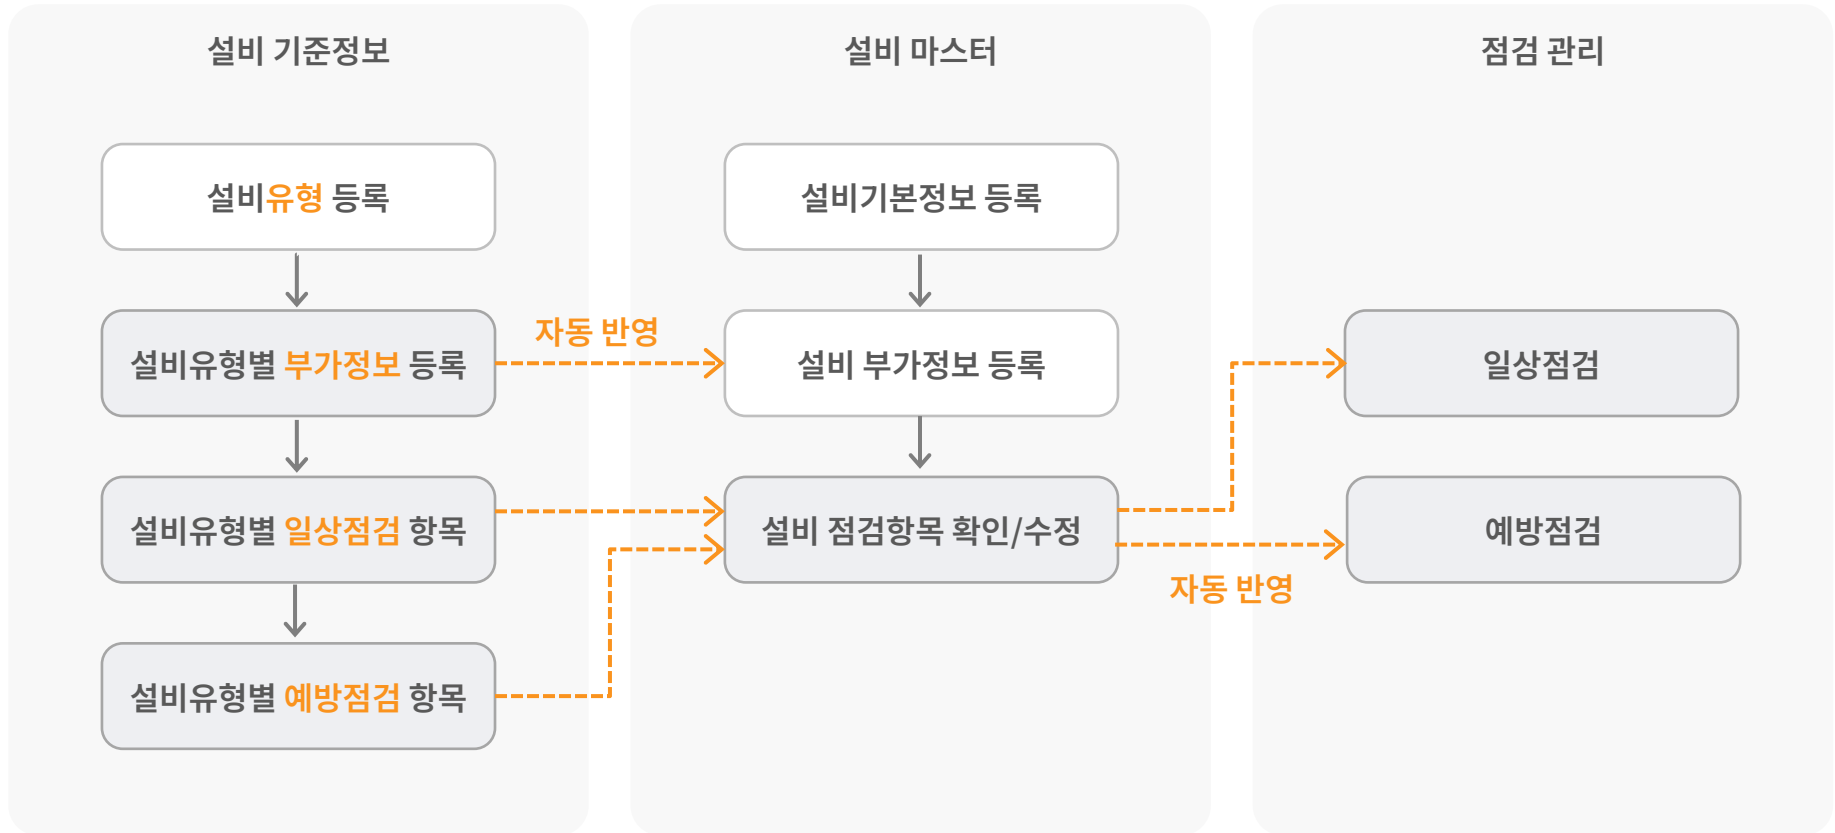 설비 기준정보
설비유형 등록
설비유형별 부가정보 등록
설비유형별 일상점검 항목
설비유형별 예방점검 항목
자동 반영
설비 마스터
설비기본정보 등록
설비 부가정보 등록
설비 점검항목 확인/수정
자동 반영
점검 관리
일상점검
예방점검